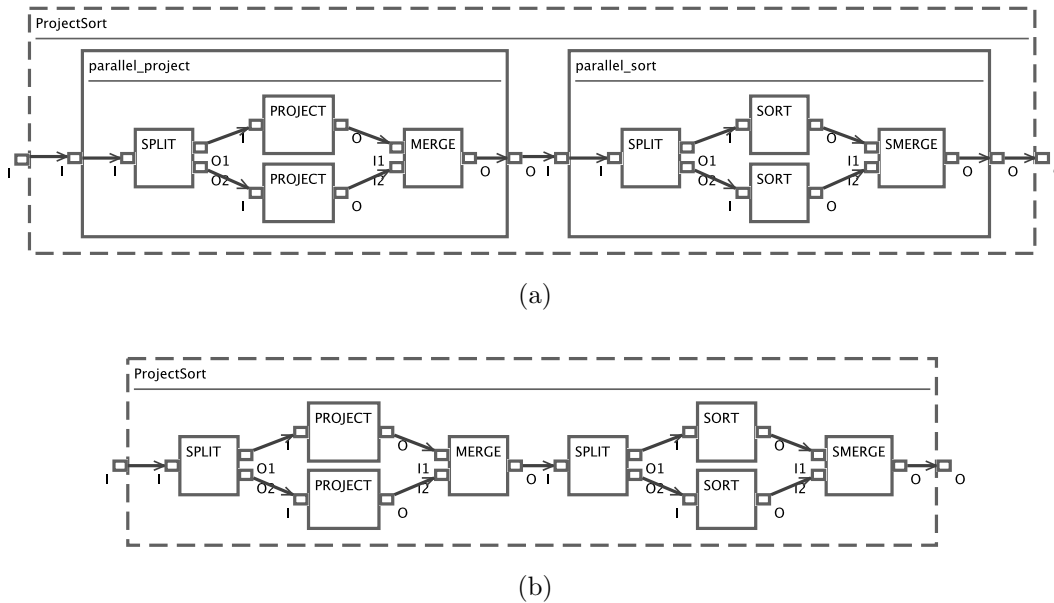 ProjectSort
parallel_project
parallel_sort
PROJECT
SORT
SPLIT
I
O
MERGE
SPLIT
I
O
SMERGE
O1
I1
O1
I1
O2
PROJECT
I2
O2
SORT
I2
I
I
I
I
O
O
O
I
I
I
O
O
O
O
(a)
ProjectSort
PROJECT
SORT
SPLIT
I
O
MERGE
SPLIT
I
O
SMERGE
O1
I1
O1
I1
O2
PROJECT
I2
O2
SORT
I2
I
I
I
O
O
I
I
O
O
O
(b)